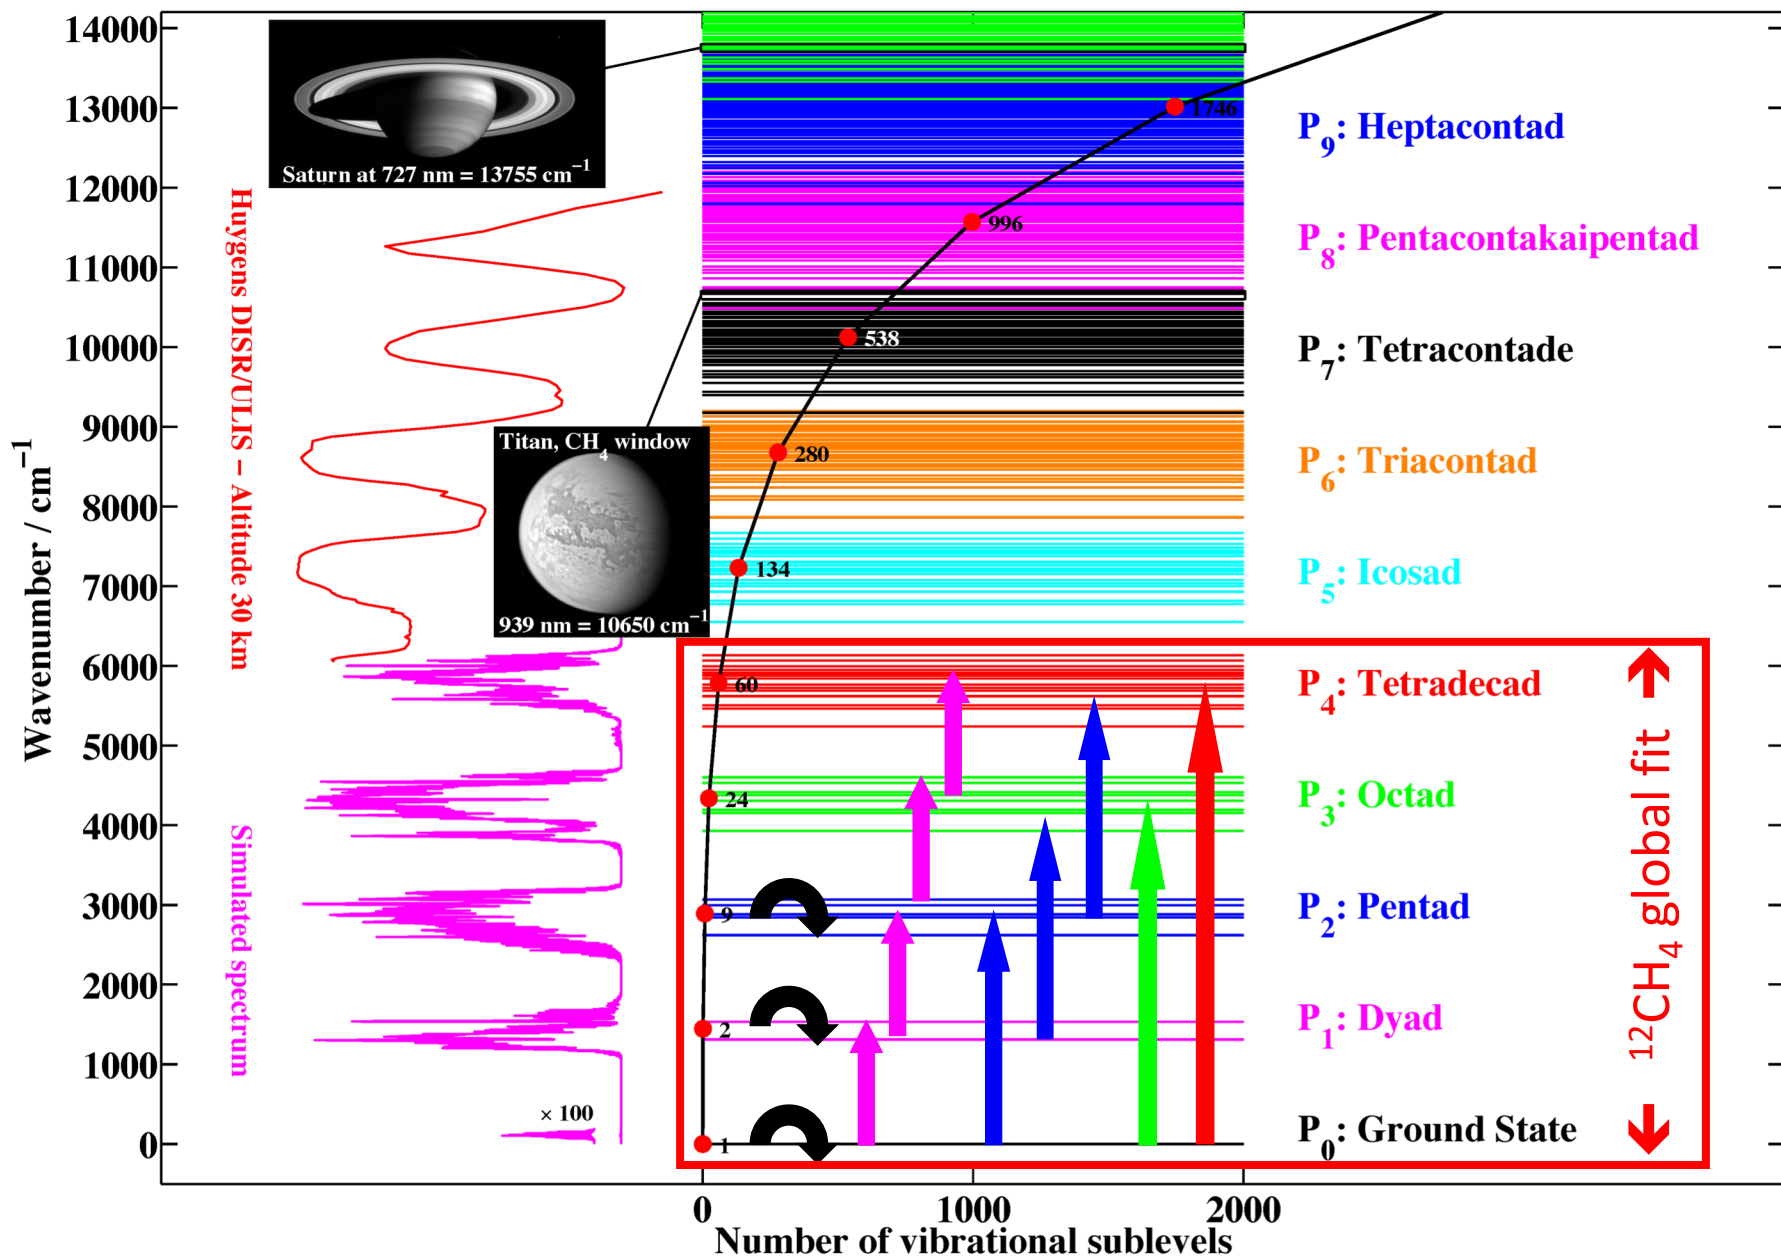 Wavenumber / cm⁻¹
14000
13000
12000
11000
10000
9000
8000
7000
6000
5000
4000
3000
2000
1000
0
Saturn at 727 nm = 13755 cm⁻¹
Huygens DISR/ULIS – Altitude 30 km
Simulated spectrum
× 100
Titan, CH₄ window
939 nm = 10650 cm⁻¹
1746
996
538
280
134
60
24
9
2
1
P₉: Heptacontad
P₈: Pentacontakaipentad
P₇: Tetracontade
P₆: Triacontad
P₅: Icosad
P₄: Tetradecad
P₃: Octad
P₂: Pentad
P₁: Dyad
P₀: Ground State
¹²CH₄ global fit
0
1000
2000
Number of vibrational sublevels